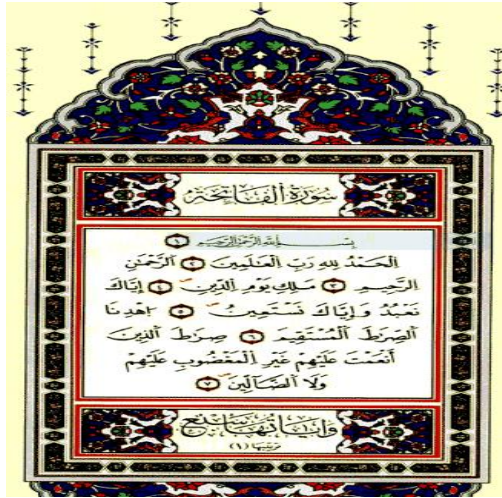 سورة الفاتحة
بسم الله الرحمن الرحيم ١
الحمد لله رب العالمين ٢ الرحمن
الرحيم ٣ مالك يوم الدين ٤ إياك
نعبد وإياك نستعين ٥ اهدنا
الصراط المستقيم ٦ صراط الذين
أنعمت عليهم غير المغضوب عليهم
ولا الضالين ٧
وآياتها سبع
ترتيبها (١)